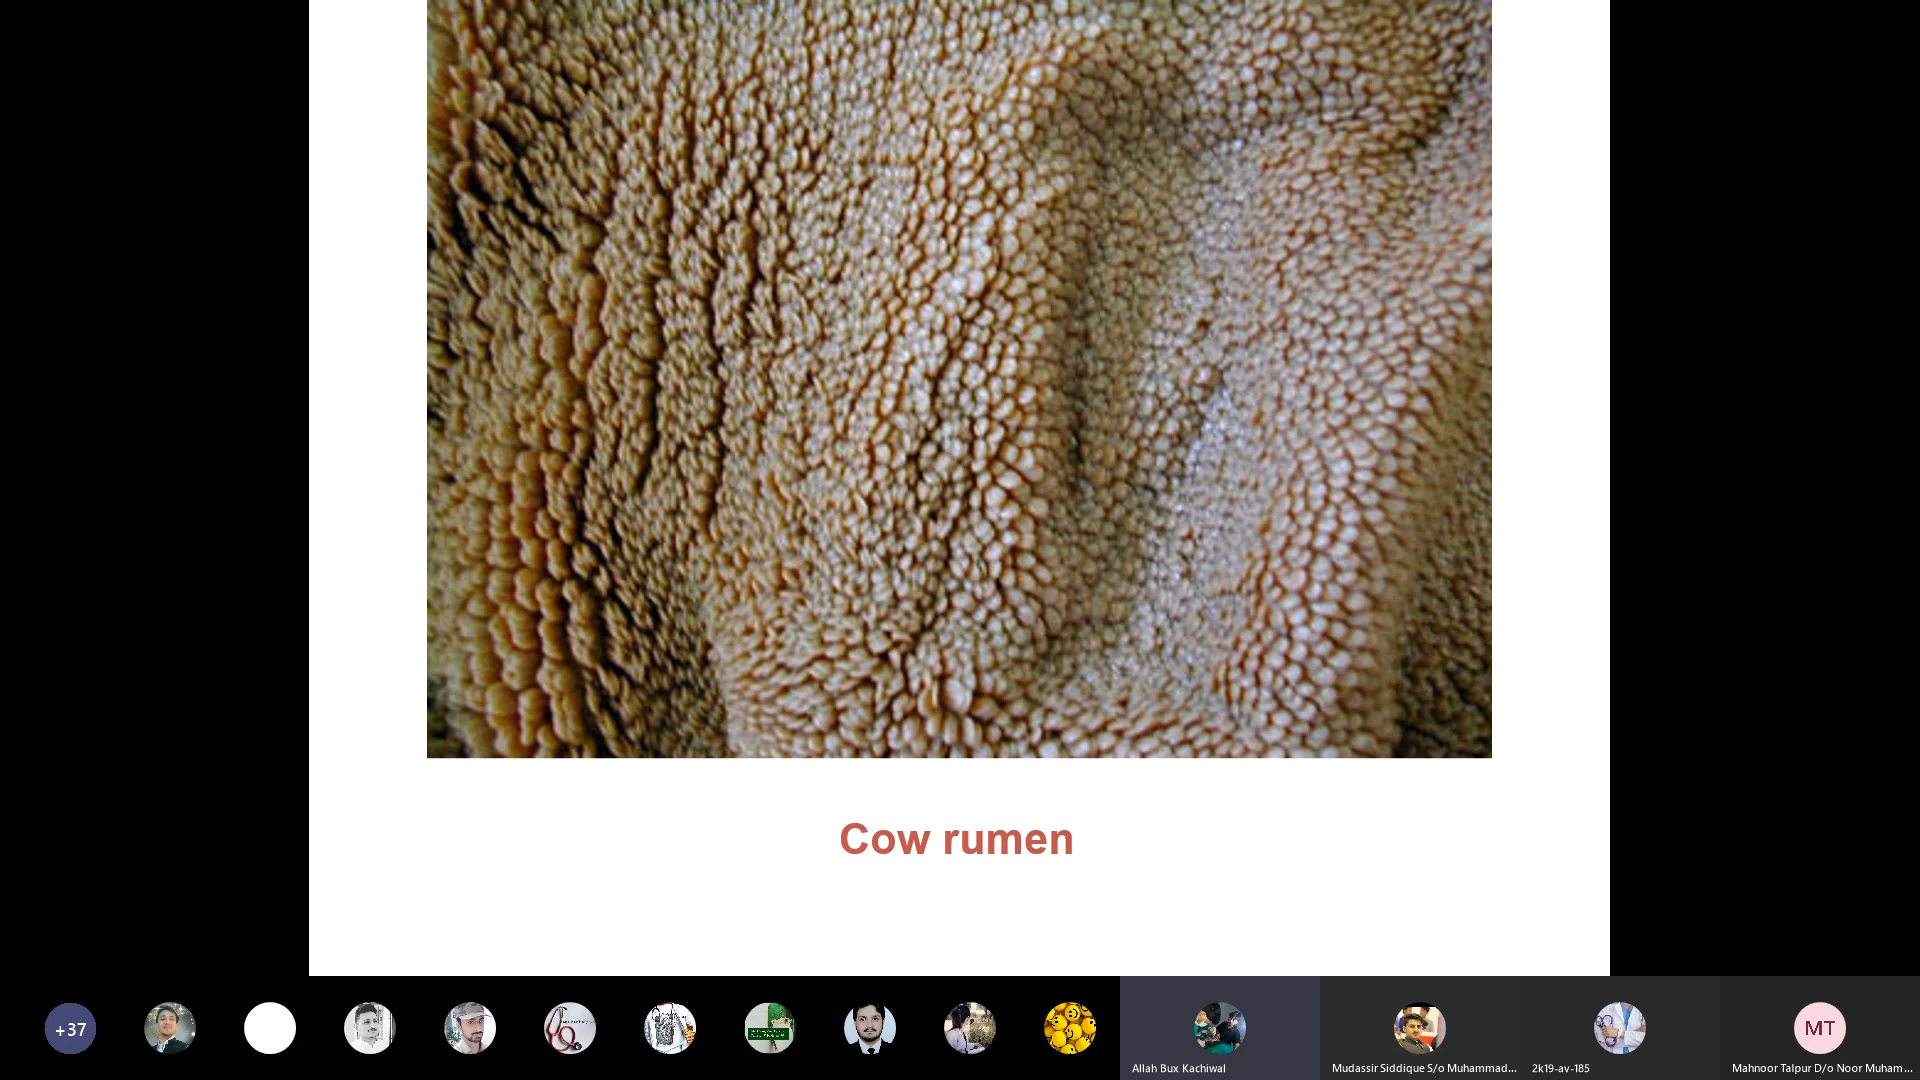 Cow rumen
+37
Allah Bux Kachiwal
Mudassir Siddique S/o Muhammad...
2k19-av-185
MT
Mahnoor Talpur D/o Noor Muham...